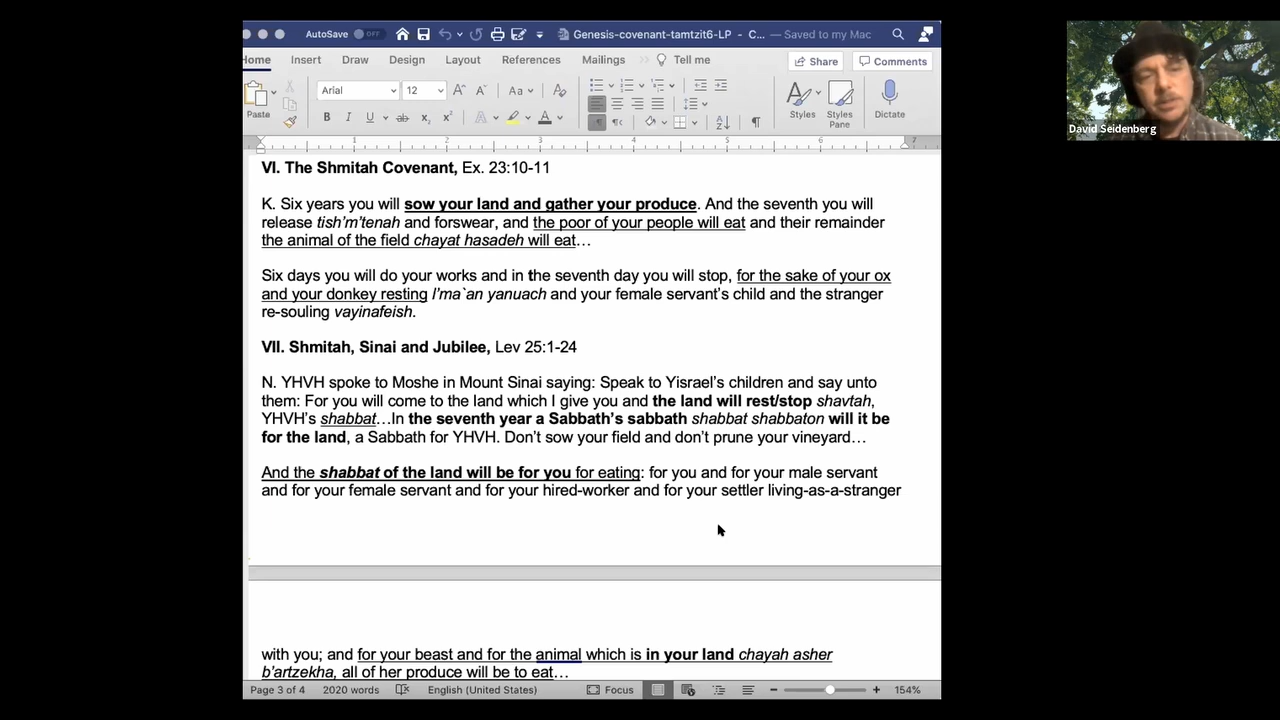 AutoSave OFF Genesis-covenant-tamtzit6-LP - C... — Saved to my Mac
Home Insert Draw Design Layout References Mailings Tell me Share Comments
Paste Arial 12 Styles Styles Pane Dictate
1 2 3 4 5 6 7
VI. The Shmitah Covenant, Ex. 23:10-11
K. Six years you will sow your land and gather your produce. And the seventh you will
release tish'm'tenah and forswear, and the poor of your people will eat and their remainder
the animal of the field chayat hasadeh will eat…
Six days you will do your works and in the seventh day you will stop, for the sake of your ox
and your donkey resting l'ma`an yanuach and your female servant's child and the stranger
re-souling vayinafeish.
VII. Shmitah, Sinai and Jubilee, Lev 25:1-24
N. YHVH spoke to Moshe in Mount Sinai saying: Speak to Yisrael's children and say unto
them: For you will come to the land which I give you and the land will rest/stop shavtah,
YHVH's shabbat…In the seventh year a Sabbath's sabbath shabbat shabbaton will it be
for the land, a Sabbath for YHVH. Don't sow your field and don't prune your vineyard…
And the shabbat of the land will be for you for eating: for you and for your male servant
and for your female servant and for your hired-worker and for your settler living-as-a-stranger
with you; and for your beast and for the animal which is in your land chayah asher
b'artzekha, all of her produce will be to eat…
Page 3 of 4 2020 words English (United States) Focus 154%
David Seidenberg